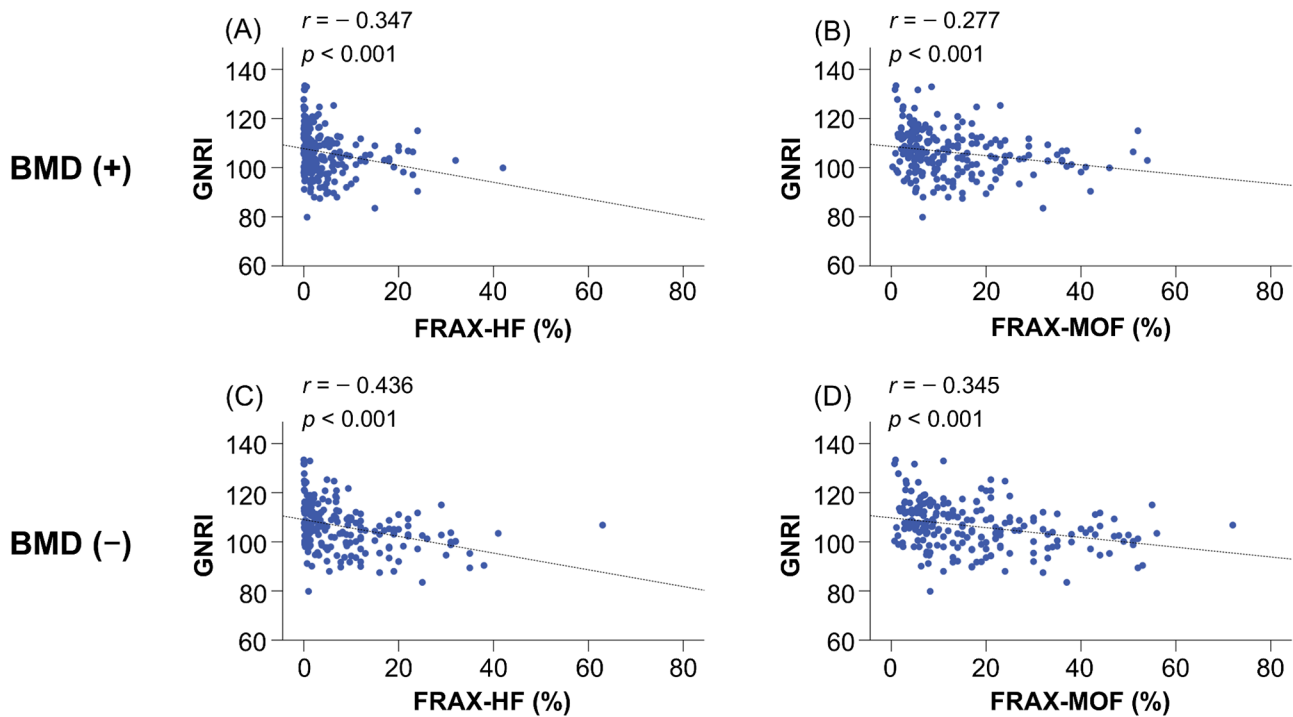 (A)
r = − 0.347
p < 0.001
140
120
100
80
60
GNRI
0 20 40 60 80
FRAX-HF (%)
(B)
r = − 0.277
p < 0.001
140
120
100
80
60
GNRI
0 20 40 60 80
FRAX-MOF (%)
BMD (+)
(C)
r = − 0.436
p < 0.001
140
120
100
80
60
GNRI
0 20 40 60 80
FRAX-HF (%)
(D)
r = − 0.345
p < 0.001
140
120
100
80
60
GNRI
0 20 40 60 80
FRAX-MOF (%)
BMD (−)